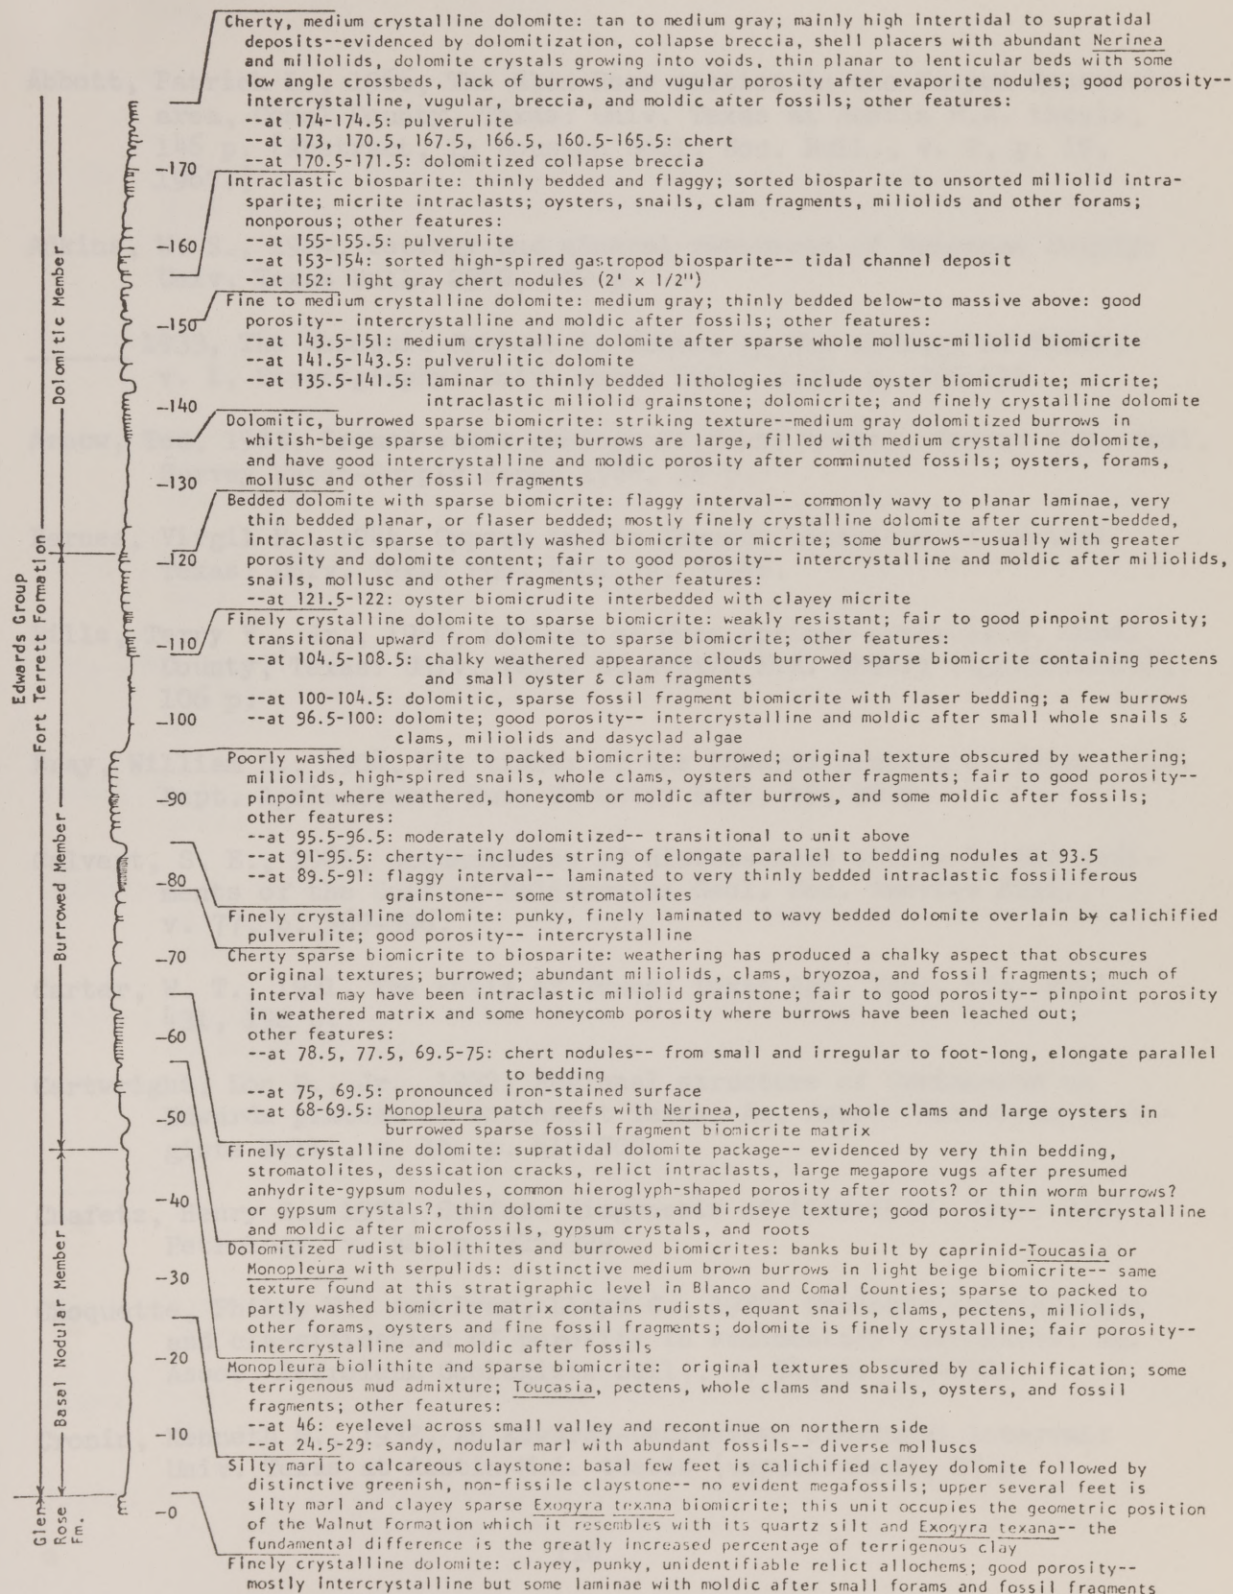 Cherty, medium crystalline dolomite: tan to medium gray; mainly high intertidal to supratidal
deposits--evidenced by dolomitization, collapse breccia, shell placers with abundant Nerinea
and miliolids, dolomite crystals growing into voids, thin planar to lenticular beds with some
low angle crossbeds, lack of burrows, and vugular porosity after evaporite nodules; good porosity--
intercrystalline, vugular, breccia, and moldic after fossils; other features:
--at 174-174.5: pulverulite
--at 173, 170.5, 167.5, 166.5, 160.5-165.5: chert
--at 170.5-171.5: dolomitized collapse breccia
Intraclastic biosparite: thinly bedded and flaggy; sorted biosparite to unsorted miliolid intra-
sparite; micrite intraclasts; oysters, snails, clam fragments, miliolids and other forams;
nonporous; other features:
--at 155-155.5: pulverulite
--at 153-154: sorted high-spired gastropod biosparite-- tidal channel deposit
--at 152: light gray chert nodules (2' x 1/2")
Fine to medium crystalline dolomite: medium gray; thinly bedded below-to massive above: good
porosity-- intercrystalline and moldic after fossils; other features:
--at 143.5-151: medium crystalline dolomite after sparse whole mollusc-miliolid biomicrite
--at 141.5-143.5: pulverulitic dolomite
--at 135.5-141.5: laminar to thinly bedded lithologies include oyster biomicrudite; micrite;
intraclastic miliolid grainstone; dolomicrite; and finely crystalline dolomite
Dolomitic, burrowed sparse biomicrite: striking texture--medium gray dolomitized burrows in
whitish-beige sparse biomicrite; burrows are large, filled with medium crystalline dolomite,
and have good intercrystalline and moldic porosity after comminuted fossils; oysters, forams,
mollusc and other fossil fragments
Bedded dolomite with sparse biomicrite: flaggy interval-- commonly wavy to planar laminae, very
thin bedded planar, or flaser bedded; mostly finely crystalline dolomite after current-bedded,
intraclastic sparse to partly washed biomicrite or micrite; some burrows--usually with greater
porosity and dolomite content; fair to good porosity-- intercrystalline and moldic after miliolids,
snails, mollusc and other fragments; other features:
--at 121.5-122: oyster biomicrudite interbedded with clayey micrite
Finely crystalline dolomite to sparse biomicrite: weakly resistant; fair to good pinpoint porosity;
transitional upward from dolomite to sparse biomicrite; other features:
--at 104.5-108.5: chalky weathered appearance clouds burrowed sparse biomicrite containing pectens
and small oyster & clam fragments
--at 100-104.5: dolomitic, sparse fossil fragment biomicrite with flaser bedding; a few burrows
--at 96.5-100: dolomite; good porosity-- intercrystalline and moldic after small whole snails &
clams, miliolids and dasyclad algae
Poorly washed biosparite to packed biomicrite: burrowed; original texture obscured by weathering;
miliolids, high-spired snails, whole clams, oysters and other fragments; fair to good porosity--
pinpoint where weathered, honeycomb or moldic after burrows, and some moldic after fossils;
other features:
--at 95.5-96.5: moderately dolomitized-- transitional to unit above
--at 91-95.5: cherty-- includes string of elongate parallel to bedding nodules at 93.5
--at 89.5-91: flaggy interval-- laminated to very thinly bedded intraclastic fossiliferous
grainstone-- some stromatolites
Finely crystalline dolomite: punky, finely laminated to wavy bedded dolomite overlain by calichified
pulverulite; good porosity-- intercrystalline
Cherty sparse biomicrite to biosparite: weathering has produced a chalky aspect that obscures
original textures; burrowed; abundant miliolids, clams, bryozoa, and fossil fragments; much of
interval may have been intraclastic miliolid grainstone; fair to good porosity-- pinpoint porosity
in weathered matrix and some honeycomb porosity where burrows have been leached out;
other features:
--at 78.5, 77.5, 69.5-75: chert nodules-- from small and irregular to foot-long, elongate parallel
to bedding
--at 75, 69.5: pronounced iron-stained surface
--at 68-69.5: Monopleura patch reefs with Nerinea, pectens, whole clams and large oysters in
burrowed sparse fossil fragment biomicrite matrix
Finely crystalline dolomite: supratidal dolomite package-- evidenced by very thin bedding,
stromatolites, dessication cracks, relict intraclasts, large megapore vugs after presumed
anhydrite-gypsum nodules, common hieroglyph-shaped porosity after roots? or thin worm burrows?
or gypsum crystals?, thin dolomite crusts, and birdseye texture; good porosity-- intercrystalline
and moldic after microfossils, gypsum crystals, and roots
Dolomitized rudist biolithites and burrowed biomicrites: banks built by caprinid-Toucasia or
Monopleura with serpulids: distinctive medium brown burrows in light beige biomicrite-- same
texture found at this stratigraphic level in Blanco and Comal Counties; sparse to packed to
partly washed biomicrite matrix contains rudists, equant snails, clams, pectens, miliolids,
other forams, oysters and fine fossil fragments; dolomite is finely crystalline; fair porosity--
intercrystalline and moldic after fossils
Monopleura biolithite and sparse biomicrite: original textures obscured by calichification; some
terrigenous mud admixture; Toucasia, pectens, whole clams and snails, oysters, and fossil
fragments; other features:
--at 46: eyelevel across small valley and recontinue on northern side
--at 24.5-29: sandy, nodular marl with abundant fossils-- diverse molluscs
Silty marl to calcareous claystone: basal few feet is calichified clayey dolomite followed by
distinctive greenish, non-fissile claystone-- no evident megafossils; upper several feet is
silty marl and clayey sparse Exogyra texana biomicrite; this unit occupies the geometric position
of the Walnut Formation which it resembles with its quartz silt and Exogyra texana-- the
fundamental difference is the greatly increased percentage of terrigenous clay
Finely crystalline dolomite: clayey, punky, unidentifiable relict allochems; good porosity--
mostly intercrystalline but some laminae with moldic after small forams and fossil fragments
Edwards Group
Fort Terrett Formation
Dolomitic Member
Burrowed Member
Basal Nodular Member
Glen
Rose
Fm.
-170
-160
-150
-140
-130
-120
-110
-100
-90
-80
-70
-60
-50
-40
-30
-20
-10
-0